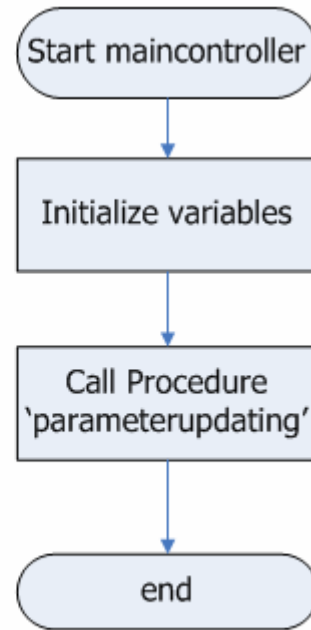 Start maincontroller
Initialize variables
Call Procedure
‘parameterupdating’
end